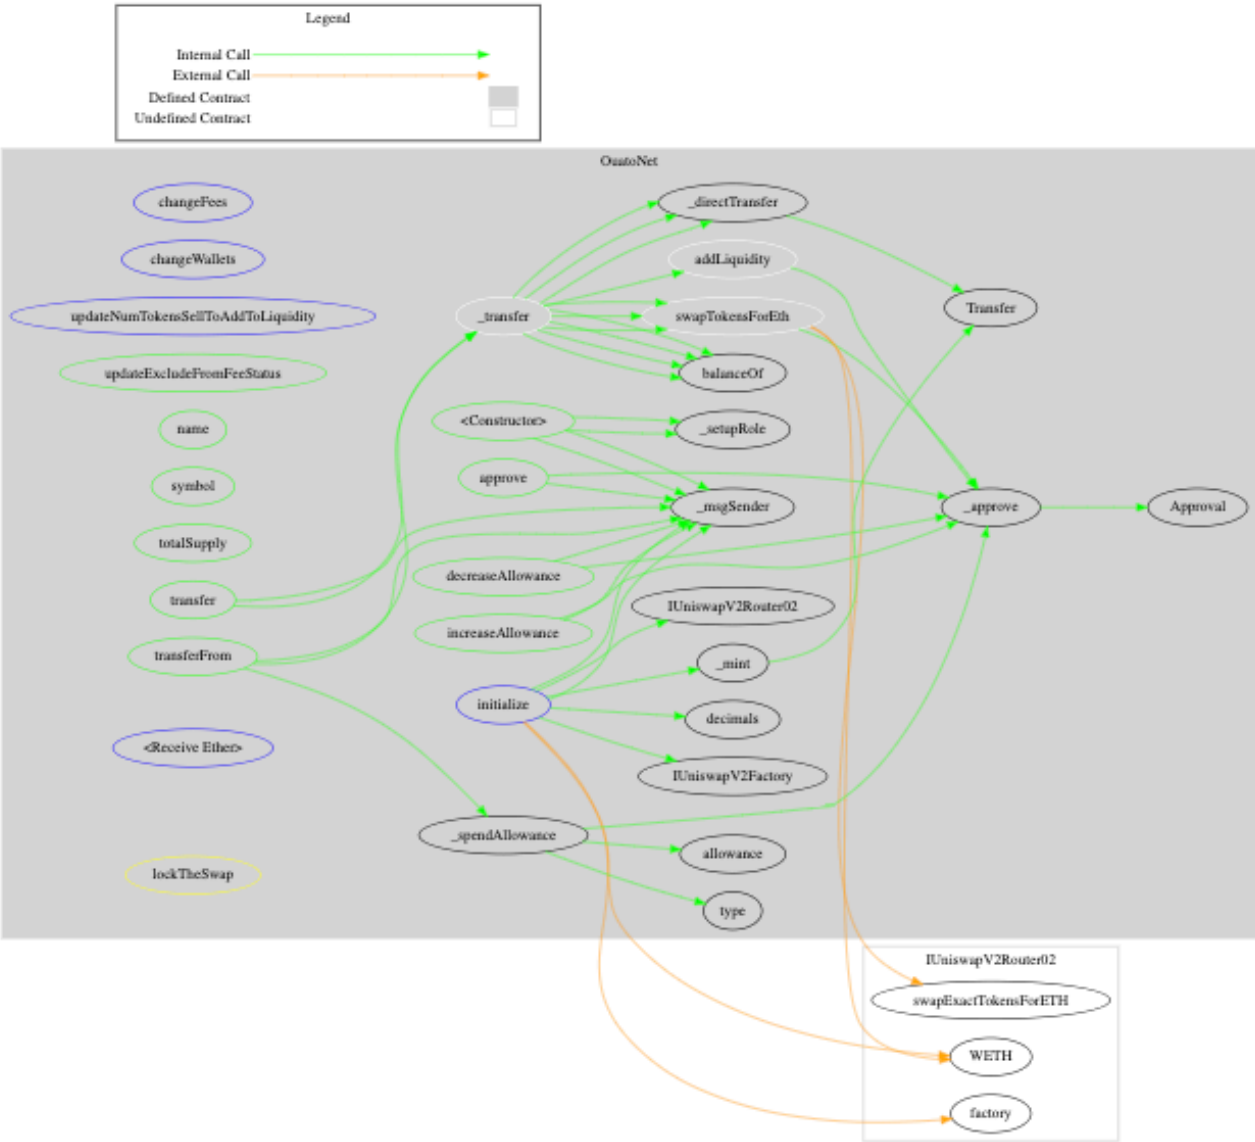 Legend
Internal Call
External Call
Defined Contract
Undefined Contract
OuatoNet
changeFees
changeWallets
updateNumTokensSellToAddToLiquidity
updateExcludeFromFeeStatus
name
symbol
totalSupply
transfer
transferFrom
<Receive Ether>
lockTheSwap
_transfer
<Constructor>
approve
decreaseAllowance
increaseAllowance
initialize
_spendAllowance
_directTransfer
addLiquidity
swapTokensForEth
balanceOf
_setupRole
_msgSender
IUniswapV2Router02
_mint
decimals
IUniswapV2Factory
allowance
type
Transfer
_approve
Approval
IUniswapV2Router02
swapExactTokensForETH
WETH
factory